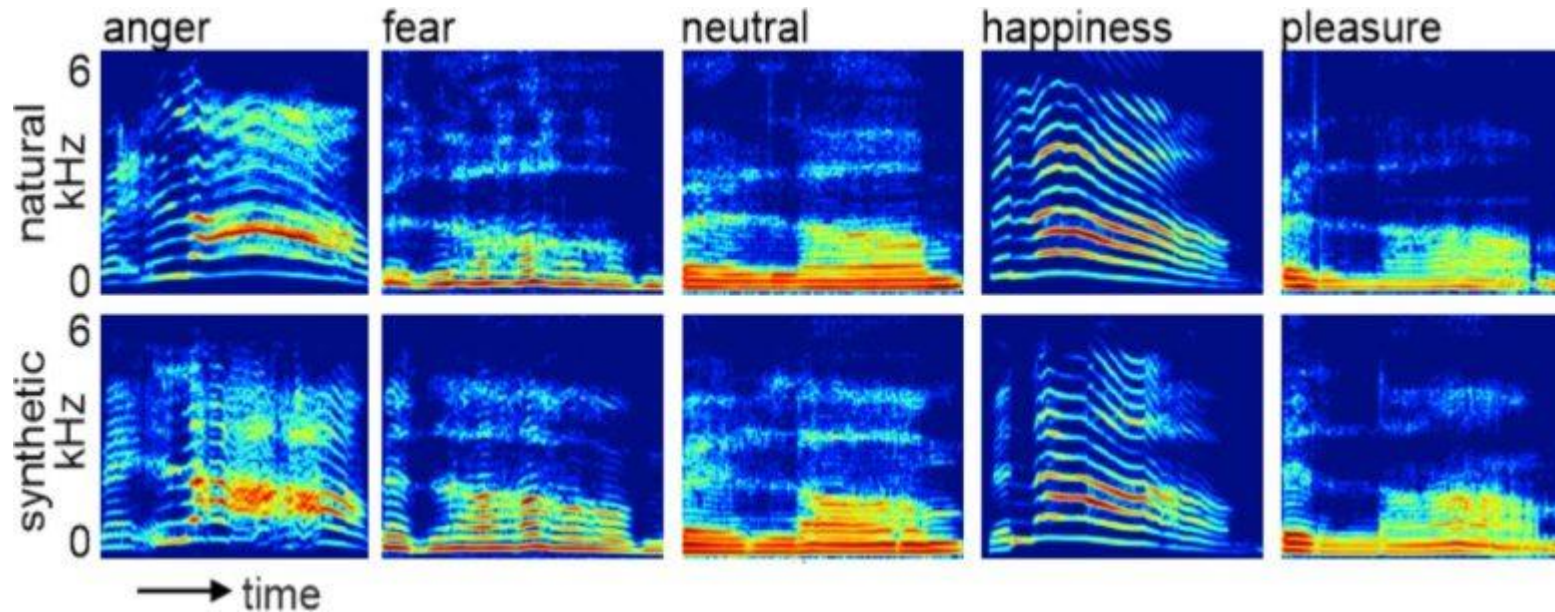 anger fear neutral happiness pleasure
6
natural
kHz
0
6
synthetic
kHz
0
time